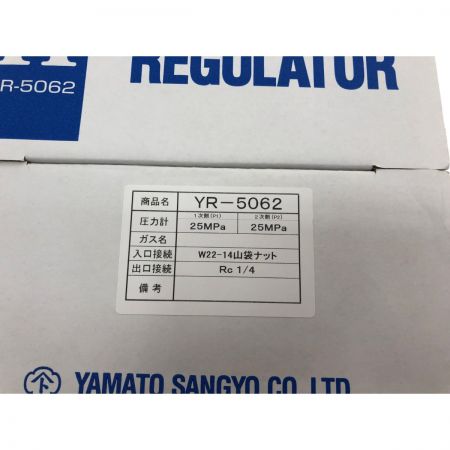 REGULATOR
R-5062
商品名 YR-5062
圧力計 1次側(P1) 25MPa 2次側(P2) 25MPa
ガス名
入口接続 W22-14山袋ナット
出口接続 Rc 1/4
備考
YAMATO SANGYO CO. LTD.